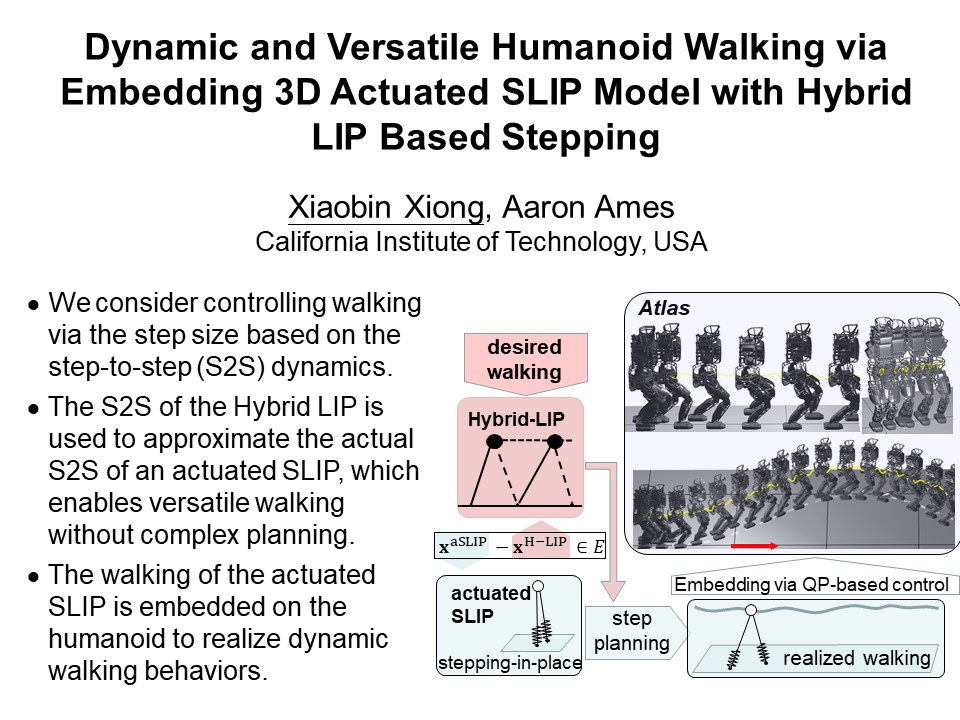 Dynamic and Versatile Humanoid Walking via
Embedding 3D Actuated SLIP Model with Hybrid
LIP Based Stepping
Xiaobin Xiong, Aaron Ames
California Institute of Technology, USA
• We consider controlling walking
via the step size based on the
step-to-step (S2S) dynamics.
• The S2S of the Hybrid LIP is
used to approximate the actual
S2S of an actuated SLIP, which
enables versatile walking
without complex planning.
• The walking of the actuated
SLIP is embedded on the
humanoid to realize dynamic
walking behaviors.
desired
walking
Hybrid-LIP
x^aSLIP − x^H−LIP ∈ E
actuated
SLIP
stepping-in-place
step
planning
Atlas
Embedding via QP-based control
realized walking